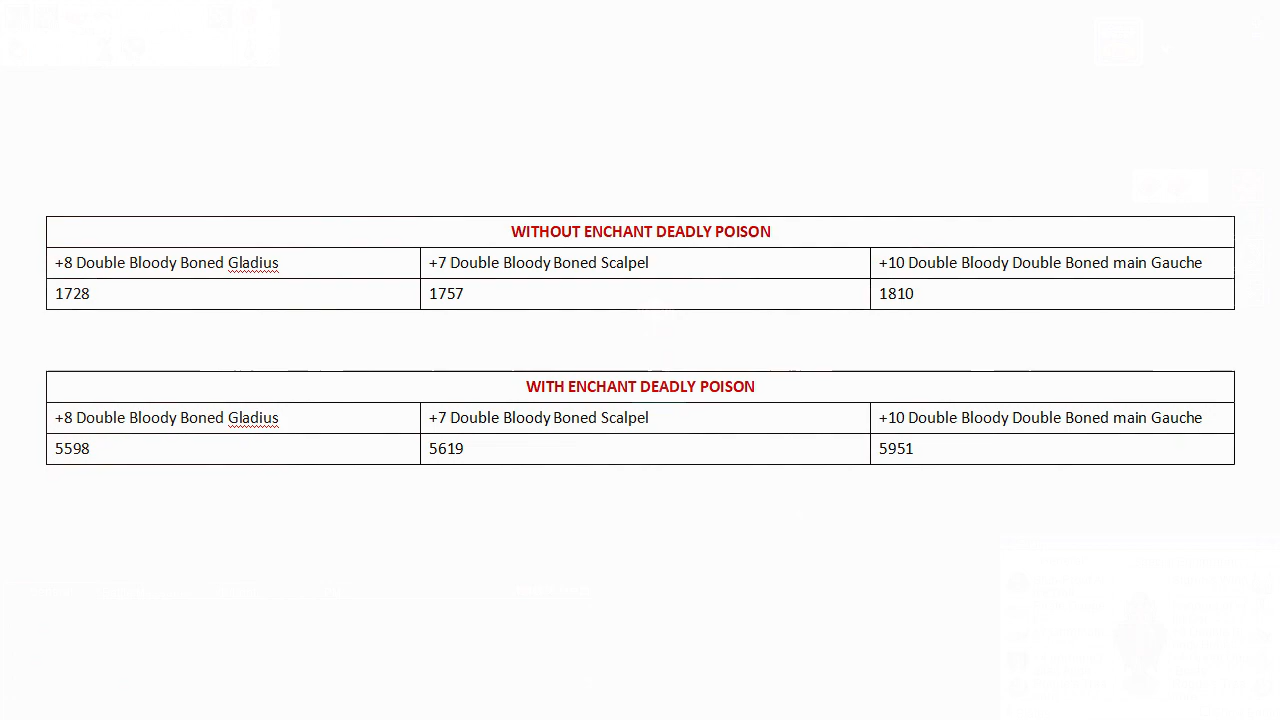 WITHOUT ENCHANT DEADLY POISON
+8 Double Bloody Boned Gladius +7 Double Bloody Boned Scalpel +10 Double Bloody Double Boned main Gauche
1728 1757 1810
WITH ENCHANT DEADLY POISON
+8 Double Bloody Boned Gladius +7 Double Bloody Boned Scalpel +10 Double Bloody Double Boned main Gauche
5598 5619 5951